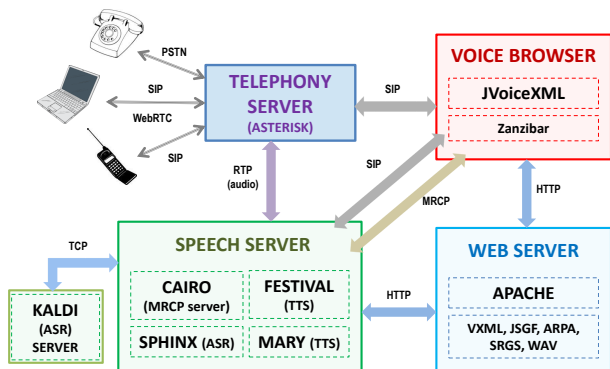 PSTN
SIP
WebRTC
SIP
TELEPHONY
SERVER
(ASTERISK)
SIP
VOICE BROWSER
JVoiceXML
Zanzibar
RTP
(audio)
SIP
MRCP
HTTP
TCP
SPEECH SERVER
CAIRO
(MRCP server)
FESTIVAL
(TTS)
SPHINX (ASR)
MARY (TTS)
HTTP
WEB SERVER
APACHE
VXML, JSGF, ARPA,
SRGS, WAV
KALDI
(ASR)
SERVER